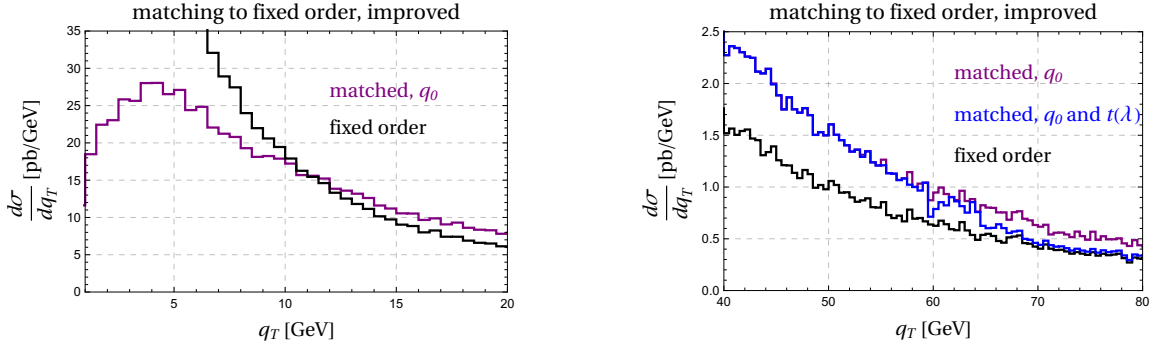 matching to fixed order, improved
35
30
25
20
15
10
5
0
dσ/dq_T [pb/GeV]
matched, q_0
fixed order
5
10
15
20
q_T [GeV]
matching to fixed order, improved
2.5
2.0
1.5
1.0
0.5
0.0
dσ/dq_T [pb/GeV]
matched, q_0
matched, q_0 and t(λ)
fixed order
40
50
60
70
80
q_T [GeV]